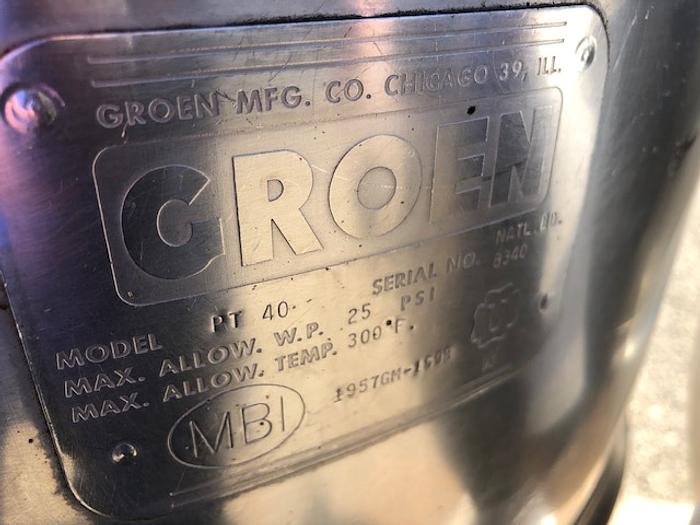 GROEN MFG. CO. CHICAGO 39, ILL.
GROEN
NATL. BD.
MODEL PT 40 SERIAL NO. 8340
MAX. ALLOW. W.P. 25 PSI
MAX. ALLOW. TEMP. 300°F.
MBI